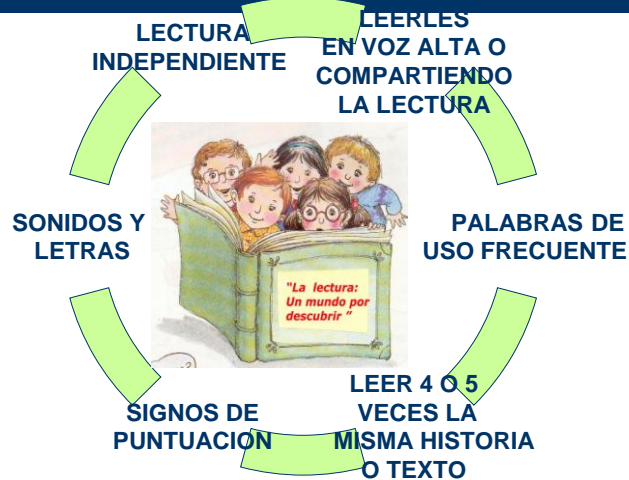 LECTURA
INDEPENDIENTE
LEERLES
EN VOZ ALTA O
COMPARTIENDO
LA LECTURA
SONIDOS Y
LETRAS
PALABRAS DE
USO FRECUENTE
"La lectura:
Un mundo por
descubrir "
SIGNOS DE
PUNTUACION
LEER 4 O 5
VECES LA
MISMA HISTORIA
O TEXTO